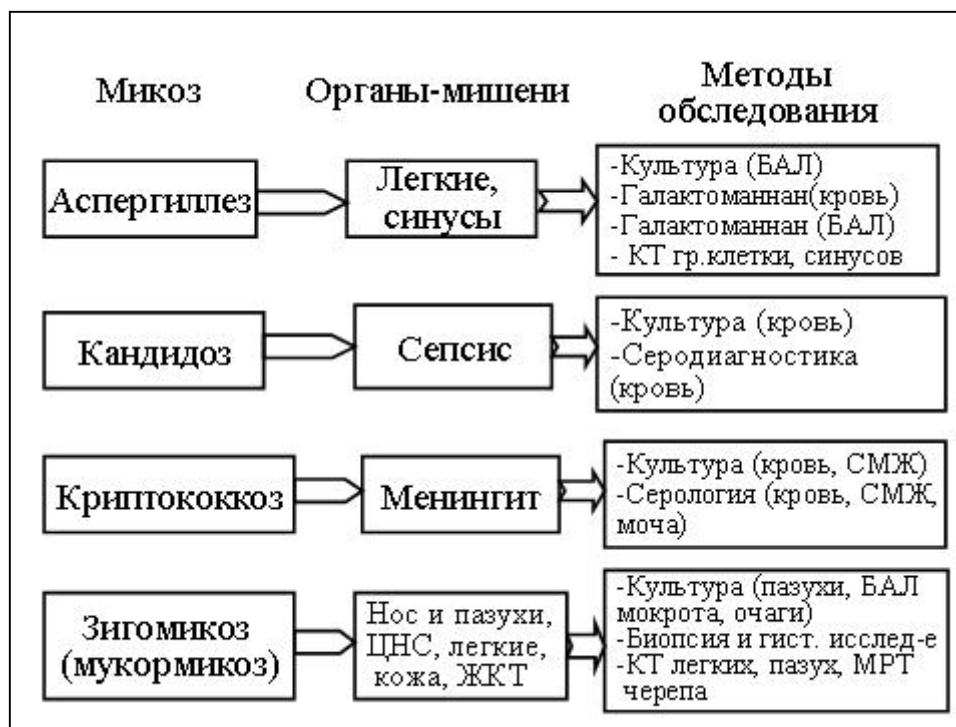 Микоз
Органы-мишени
Методы
обследования
Аспергиллез
Легкие,
синусы
-Культура (БАЛ)
-Галактоманнан(кровь)
-Галактоманнан (БАЛ)
- КТ гр.клетки, синусов
Кандидоз
Сепсис
-Культура (кровь)
-Серодиагностика
(кровь)
Криптококкоз
Менингит
-Культура (кровь, СМЖ)
-Серология (кровь, СМЖ,
моча)
Зигомикоз
(мукормикоз)
Нос и пазухи,
ЦНС, легкие,
кожа, ЖКТ
-Культура (пазухи, БАЛ
мокрота, очаги)
-Биопсия и гист. исслед-е
-КТ легких, пазух, МРТ
черепа